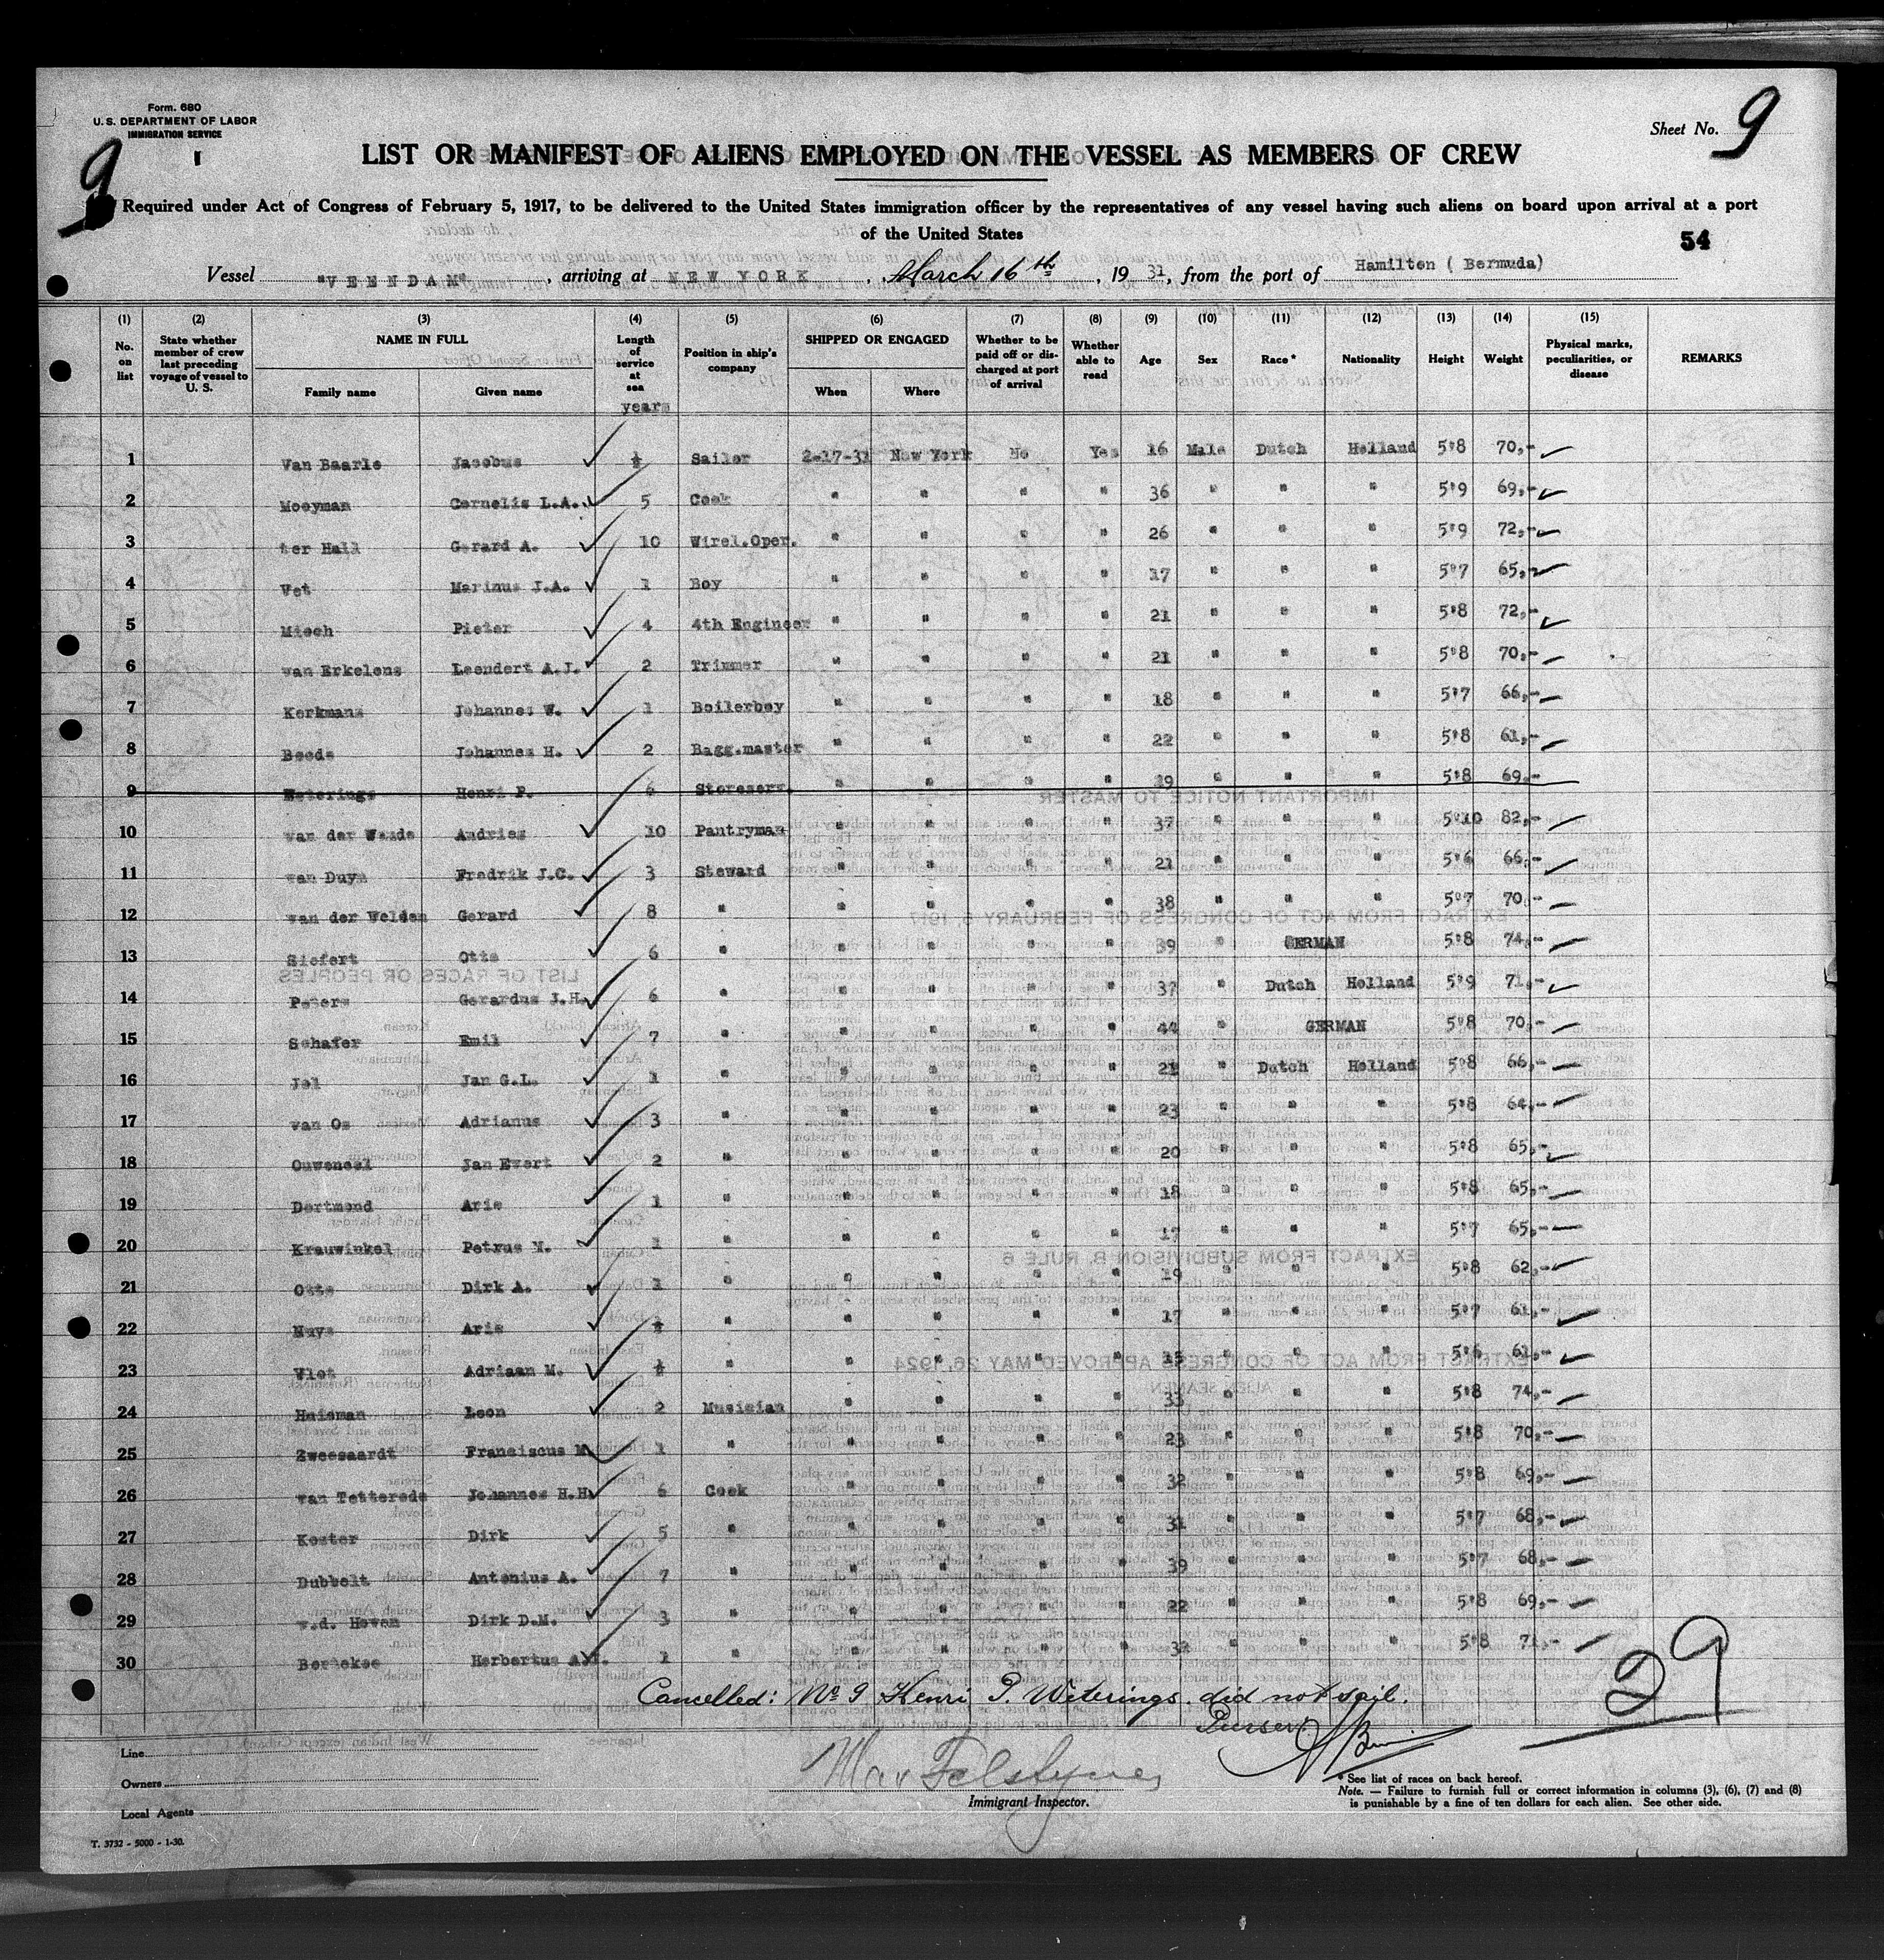 Form. 680
U. S. DEPARTMENT OF LABOR
IMMIGRATION SERVICE
9
Sheet No. 9
LIST OR MANIFEST OF ALIENS EMPLOYED ON THE VESSEL AS MEMBERS OF CREW
Required under Act of Congress of February 5, 1917, to be delivered to the United States immigration officer by the representatives of any vessel having such aliens on board upon arrival at a port
of the United States
54
Vessel "VEENDAM", arriving at NEW YORK, March 16th, 1931, from the port of Hamilton ( Bermuda)
(1) (2) (3) (4) (5) (6) (7) (8) (9) (10) (11) (12) (13) (14) (15)
No. on list State whether member of crew last preceding voyage of vessel to U. S. NAME IN FULL Family name Given name Length of service at sea years Position in ship's company SHIPPED OR ENGAGED When Where Whether to be paid off or discharged at port of arrival Whether able to read Age Sex Race* Nationality Height Weight Physical marks, peculiarities, or disease REMARKS
1 Van Baarle Jacobus ½ Sailor 2-17-31 New York No Yes 16 Male Dutch Holland 5'8 70,-
2 Mooyman Cornelis L.A. 5 Cook " " " " 36 " " " 5'9 69,-
3 ter Hall Gerard A. 10 Wirel.Oper. " " " " 26 " " " 5'9 72,-
4 Vet Marinus J.A. 1 Boy " " " " 17 " " " 5'7 65,-
5 Misch Pieter 4 4th Engineer " " " " 21 " " " 5'8 72,-
6 van Erkelens Leendert A.J. 2 Trimmer " " " " 21 " " " 5'8 70,-
7 Kerkmans Johannes W. 1 Boilerboy " " " " 18 " " " 5'7 66,-
8 Beeds Johannes H. 2 Bagg.master " " " " 22 " " " 5'8 61,-
9 Weterings Henri P. 6 Storeserv. " " " " 29 " " " 5'8 69,-
10 van der Weude Andries 10 Pantryman " " " " 37 " " " 5'10 82,-
11 van Duyn Fredrik J.C. 3 Steward " " " " 21 " " " 5'6 66,-
12 van der Velden Gerard 8 " " " " " 38 " " " 5'7 70,-
13 Siefert Otto 6 " " " " " 39 " GERMAN 5'8 74,-
14 Peters Gerardus J.H. 6 " " " " " 37 " Dutch Holland 5'9 71,-
15 Schafer Emil 7 " " " " " 44 " GERMAN 5'8 70,-
16 Jol Jan G.L. 1 " " " " " 21 " Dutch Holland 5'8 66,-
17 van Os Adrianus 3 " " " " " 23 " " " 5'8 64,-
18 Ouweneel Jan Evert 2 " " " " " 20 " " " 5'8 65,-
19 Dortmond Arie 1 " " " " " 18 " " " 5'8 65,-
20 Krauwinkel Petrus M. 1 " " " " " 17 " " " 5'7 65,-
21 Otte Dirk A. 1 " " " " " 19 " " " 5'8 62,-
22 Nuys Arie ½ " " " " " 17 " " " 5'7 61,-
23 Vlot Adriaan M. ½ " " " " " 15 " " " 5'6 61,-
24 Huisman Leon 2 Musician " " " " 33 " " " 5'8 74,-
25 Zweesaardt Franciscus M. 1 " " " " " 23 " " " 5'8 70,-
26 van Tetterode Johannes H.H. 6 Cook " " " " 32 " " " 5'8 69,-
27 Koster Dirk 5 " " " " " 31 " " " 5'7 68,-
28 Dubbelt Antonius A. 7 " " " " " 39 " " " 5'7 68,-
29 v.d. Hoven Dirk D.M. 3 " " " " " 22 " " " 5'8 69,-
30 Bernekee Herbertus 1 " " " " " 32 " " " 5'8 71,-
29
Cancelled: No 9 Henri P. Weterings. did not sail.
Purser
Line
Owners
Local Agents
Immigrant Inspector.
* See list of races on back hereof.
Note. — Failure to furnish full or correct information in columns (3), (6), (7) and (8)
is punishable by a fine of ten dollars for each alien. See other side.
T. 3732 - 5000 - 1-30.